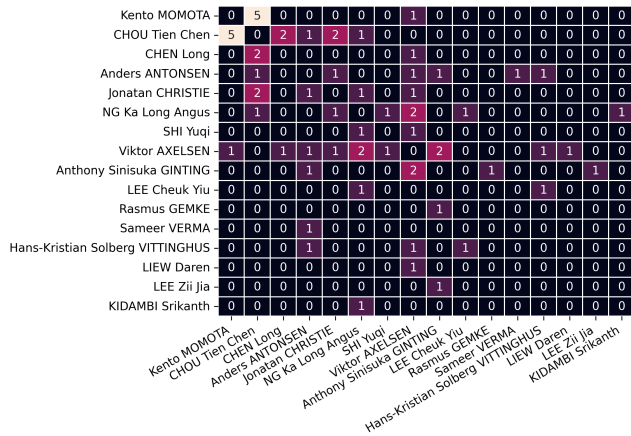 Kento MOMOTA 0 5 0 0 0 0 0 1 0 0 0 0 0 0 0 0
CHOU Tien Chen 5 0 2 1 2 1 0 0 0 0 0 0 0 0 0 0
CHEN Long 0 2 0 0 0 0 0 1 0 0 0 0 0 0 0 0
Anders ANTONSEN 0 1 0 0 1 0 0 1 1 0 0 1 1 0 0 0
Jonatan CHRISTIE 0 2 0 1 0 1 0 1 0 0 0 0 0 0 0 0
NG Ka Long Angus 0 1 0 0 1 0 1 2 0 1 0 0 0 0 0 1
SHI Yuqi 0 0 0 0 0 1 0 1 0 0 0 0 0 0 0 0
Viktor AXELSEN 1 0 1 1 1 2 1 0 2 0 0 0 1 1 0 0
Anthony Sinisuka GINTING 0 0 0 1 0 0 0 2 0 0 1 0 0 0 1 0
LEE Cheuk Yiu 0 0 0 0 0 1 0 0 0 0 0 0 1 0 0 0
Rasmus GEMKE 0 0 0 0 0 0 0 0 1 0 0 0 0 0 0 0
Sameer VERMA 0 0 0 1 0 0 0 0 0 0 0 0 0 0 0 0
Hans-Kristian Solberg VITTINGHUS 0 0 0 1 0 0 0 1 0 1 0 0 0 0 0 0
LIEW Daren 0 0 0 0 0 0 0 1 0 0 0 0 0 0 0 0
LEE Zii Jia 0 0 0 0 0 0 0 0 1 0 0 0 0 0 0 0
KIDAMBI Srikanth 0 0 0 0 0 1 0 0 0 0 0 0 0 0 0 0
Kento MOMOTA
CHOU Tien Chen
CHEN Long
Anders ANTONSEN
Jonatan CHRISTIE
NG Ka Long Angus
SHI Yuqi
Viktor AXELSEN
Anthony Sinisuka GINTING
LEE Cheuk Yiu
Rasmus GEMKE
Sameer VERMA
Hans-Kristian Solberg VITTINGHUS
LIEW Daren
LEE Zii Jia
KIDAMBI Srikanth